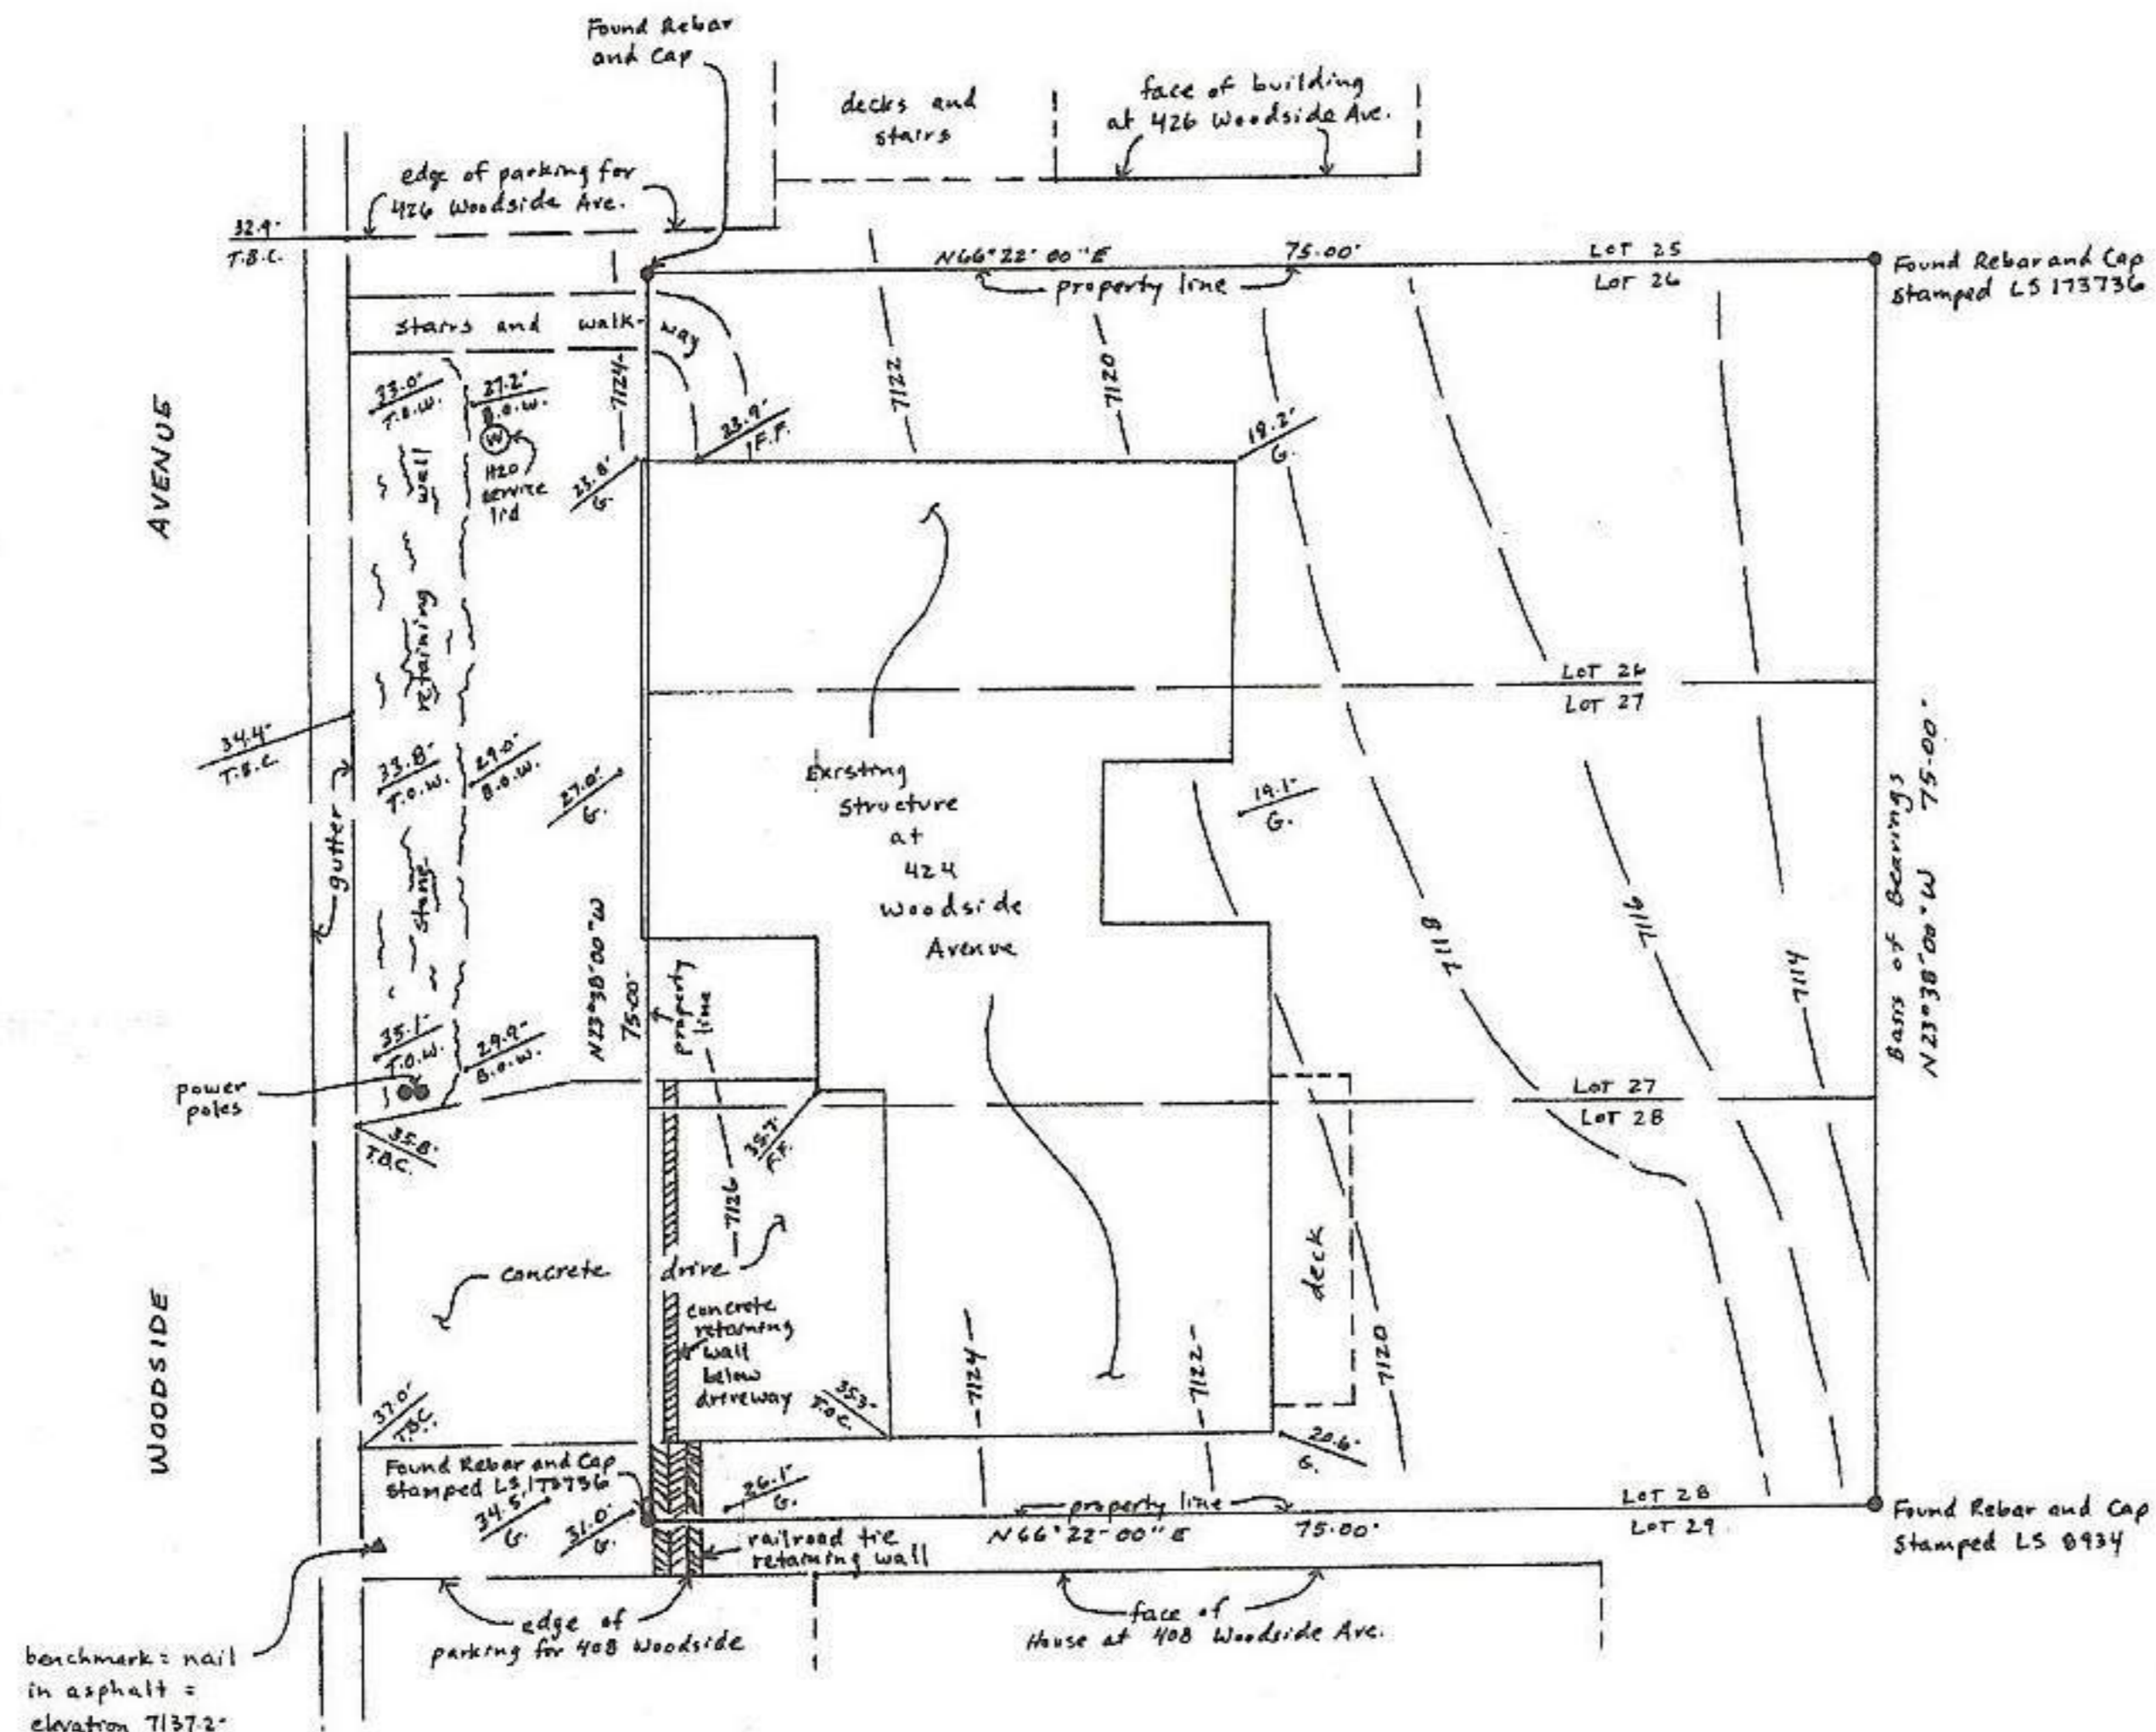 Found Rebar
and Cap
decks and
stairs
face of building
at 426 Woodside Ave.
edge of parking for
426 Woodside Ave.
32.9'
T.B.C.
N66°22'00"E
75.00'
LOT 25
LOT 26
property line
Found Rebar and Cap
Stamped LS 173736
stairs and walk-way
33.0'
T.O.W.
27.2'
B.O.W.
W
H2O
service
lid
7124
7122
7120
23.9'
F.F.
23.8'
G.
18.2'
G.
AVENUE
stone retaining wall
LOT 26
LOT 27
34.4'
T.B.C.
gutter
33.8'
T.O.W.
29.0'
B.O.W.
27.0'
G.
Existing
Structure
at
424
Woodside
Avenue
19.1'
G.
7118
7116
7114
Basis of Bearings
N23°38'00"W 75.00'
N23°38'00"W
75.00'
property
line
35.1'
T.O.W.
29.9'
B.O.W.
power
poles
35.8'
T.B.C.
35.7'
F.F.
LOT 27
LOT 28
7126
concrete drive
concrete
retaining
wall
below
driveway
deck
WOODSIDE
37.0'
T.B.C.
35.3'
T.O.C.
7124
7122
7120
20.6'
G.
Found Rebar and Cap
Stamped LS 173736
34.5'
G.
31.0'
G.
26.1'
G.
property line
N66°22'00"E
75.00'
LOT 28
LOT 29
Found Rebar and Cap
Stamped LS 8934
railroad tie
retaining wall
edge of
parking for 408 Woodside
face of
House at 408 Woodside Ave.
benchmark = nail
in asphalt =
elevation 7137.2'